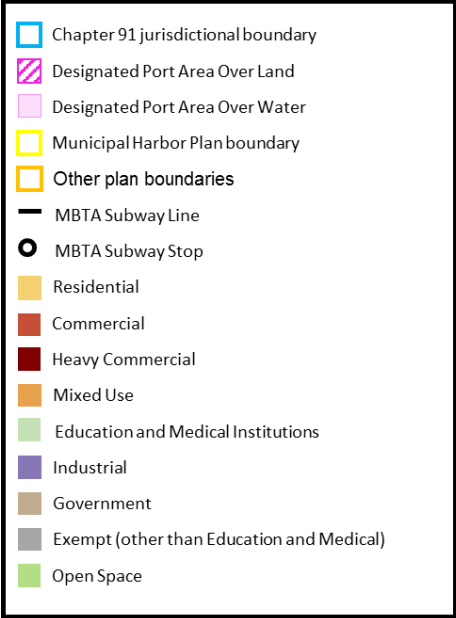 Chapter 91 jurisdictional boundary
Designated Port Area Over Land
Designated Port Area Over Water
Municipal Harbor Plan boundary
Other plan boundaries
MBTA Subway Line
MBTA Subway Stop
Residential
Commercial
Heavy Commercial
Mixed Use
Education and Medical Institutions
Industrial
Government
Exempt (other than Education and Medical)
Open Space